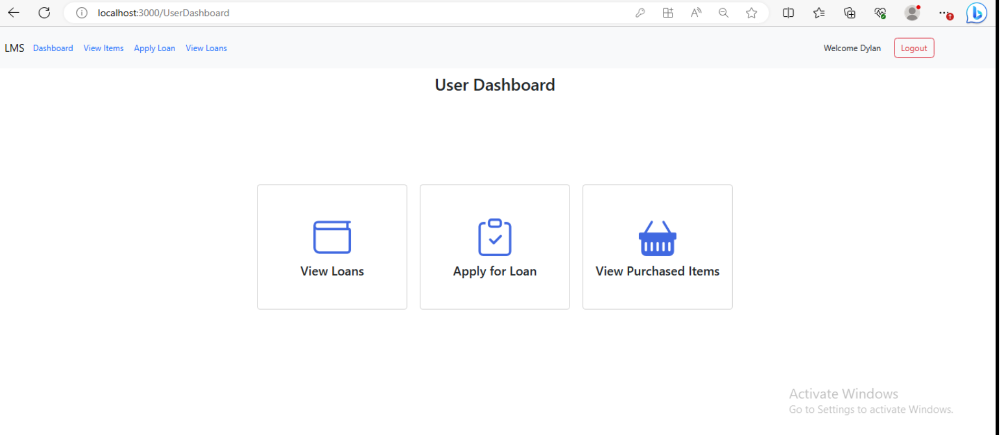 localhost:3000/UserDashboard
LMS Dashboard View Items Apply Loan View Loans Welcome Dylan Logout
User Dashboard
View Loans Apply for Loan View Purchased Items
Activate Windows
Go to Settings to activate Windows.